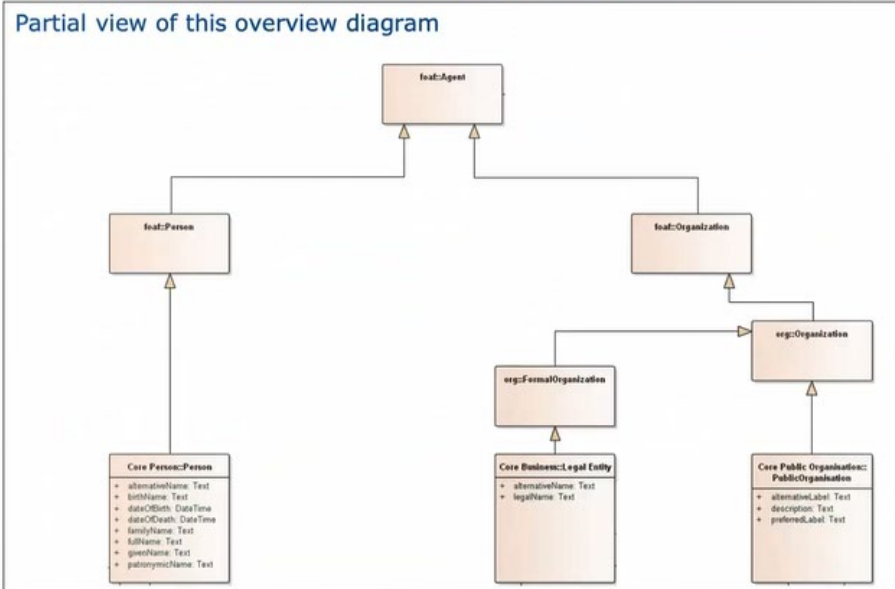 Partial view of this overview diagram
foaf::Agent
foaf::Person
foaf::Organization
org::Organization
org::FormalOrganization
Core Person::Person
+ alternativeName: Text
+ birthName: Text
+ dateOfBirth: DateTime
+ dateOfDeath: DateTime
+ familyName: Text
+ fullName: Text
+ givenName: Text
+ patronymicName: Text
Core Business::Legal Entity
+ alternativeName: Text
+ legalName: Text
Core Public Organisation::
PublicOrganisation
+ alternativeLabel: Text
+ description: Text
+ preferredLabel: Text